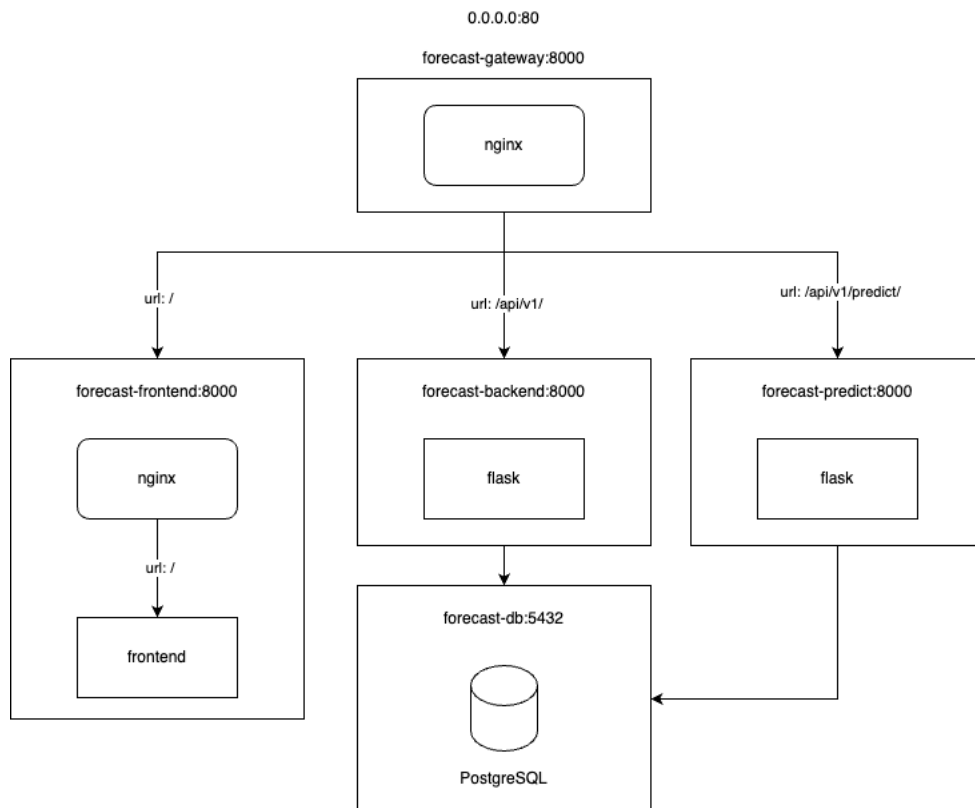 0.0.0.0:80
forecast-gateway:8000
nginx
url: /
url: /api/v1/
url: /api/v1/predict/
forecast-frontend:8000
forecast-backend:8000
forecast-predict:8000
nginx
flask
flask
url: /
forecast-db:5432
frontend
PostgreSQL